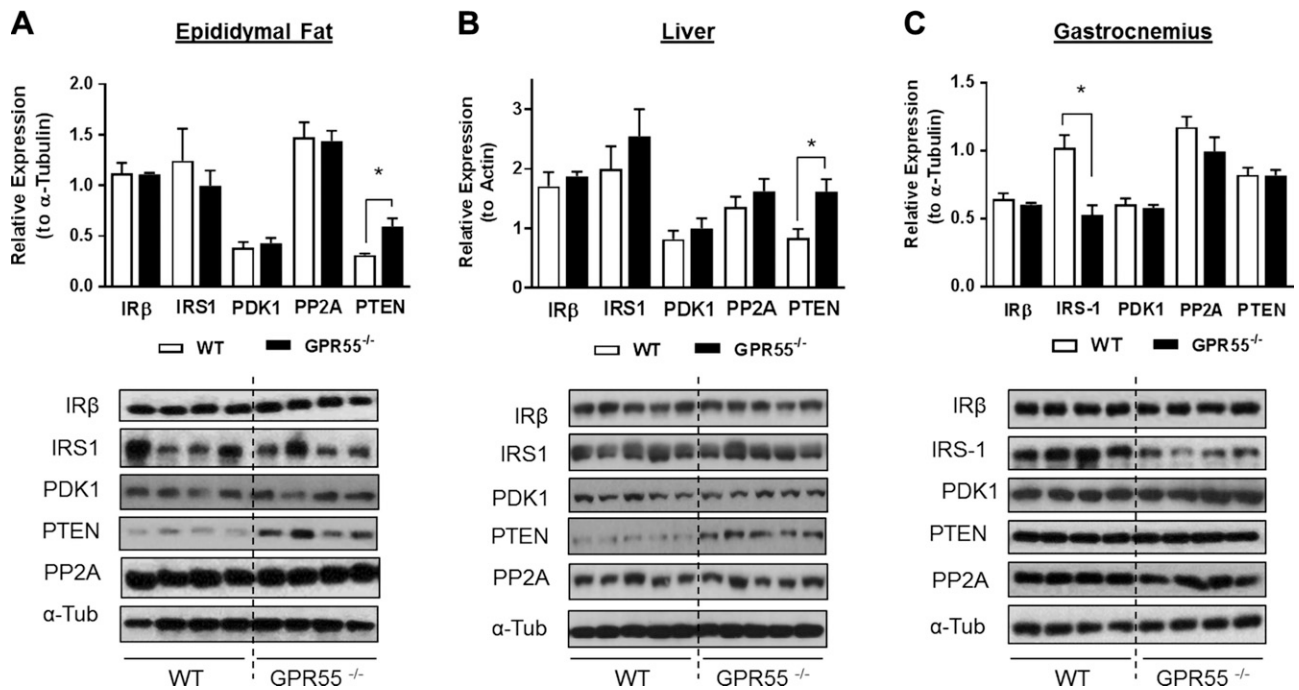 A
Epididymal Fat
Relative Expression
(to α-Tubulin)
2.0
1.5
1.0
0.5
0.0
*
IRβ IRS1 PDK1 PP2A PTEN
WT GPR55-/-
IRβ
IRS1
PDK1
PTEN
PP2A
α-Tub
WT GPR55 -/-
B
Liver
Relative Expression
(to Actin)
3
2
1
0
*
IRβ IRS1 PDK1 PP2A PTEN
WT GPR55-/-
IRβ
IRS1
PDK1
PTEN
PP2A
α-Tub
WT GPR55 -/-
C
Gastrocnemius
Relative Expression
(to α-Tubulin)
1.5
1.0
0.5
0.0
*
IRβ IRS-1 PDK1 PP2A PTEN
WT GPR55-/-
IRβ
IRS-1
PDK1
PTEN
PP2A
α-Tub
WT GPR55 -/-